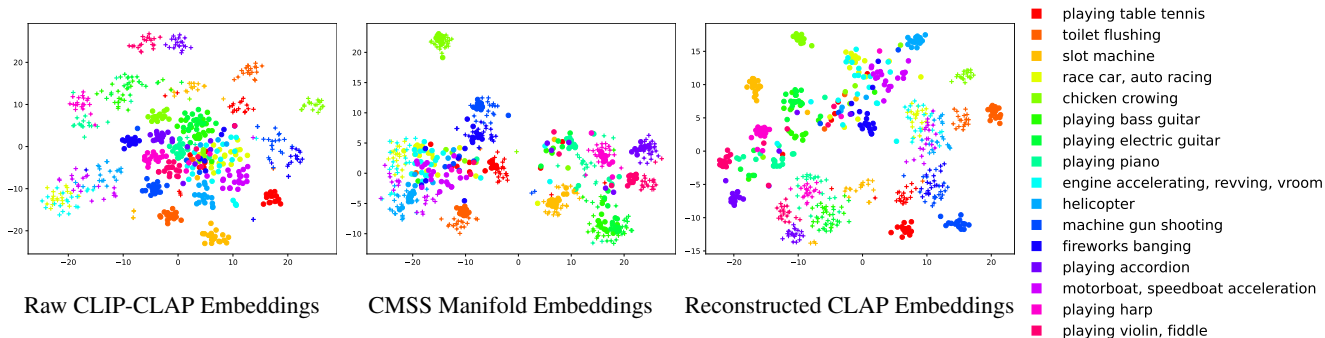 20
10
0
−10
−20
−20
−10
0
10
20
Raw CLIP-CLAP Embeddings
20
15
10
5
0
−5
−10
−20
−10
0
10
20
CMSS Manifold Embeddings
15
10
5
0
−5
−10
−15
−20
−10
0
10
20
Reconstructed CLAP Embeddings
playing table tennis
toilet flushing
slot machine
race car, auto racing
chicken crowing
playing bass guitar
playing electric guitar
playing piano
engine accelerating, revving, vroom
helicopter
machine gun shooting
fireworks banging
playing accordion
motorboat, speedboat acceleration
playing harp
playing violin, fiddle